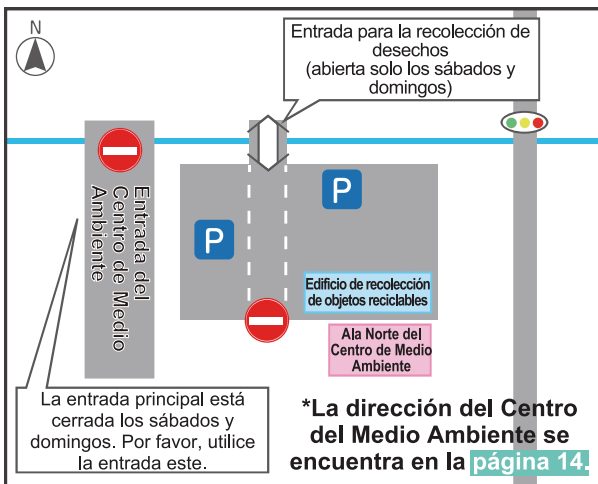 N
Entrada para la recolección de
desechos
(abierta solo los sábados y
domingos)
Entrada del
Centro de Medio
Ambiente
P
P
Edificio de recolección
de objetos reciclables
Ala Norte del
Centro de Medio
Ambiente
La entrada principal está
cerrada los sábados y
domingos. Por favor, utilice
la entrada este.
*La dirección del Centro
del Medio Ambiente se
encuentra en la página 14.